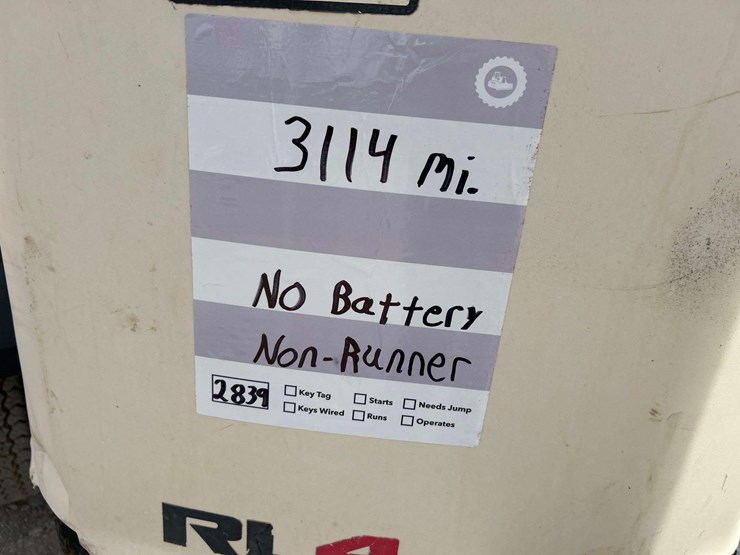 3114 mi.
No Battery
Non-Runner
2839
Key Tag Starts Needs Jump
Keys Wired Runs Operates